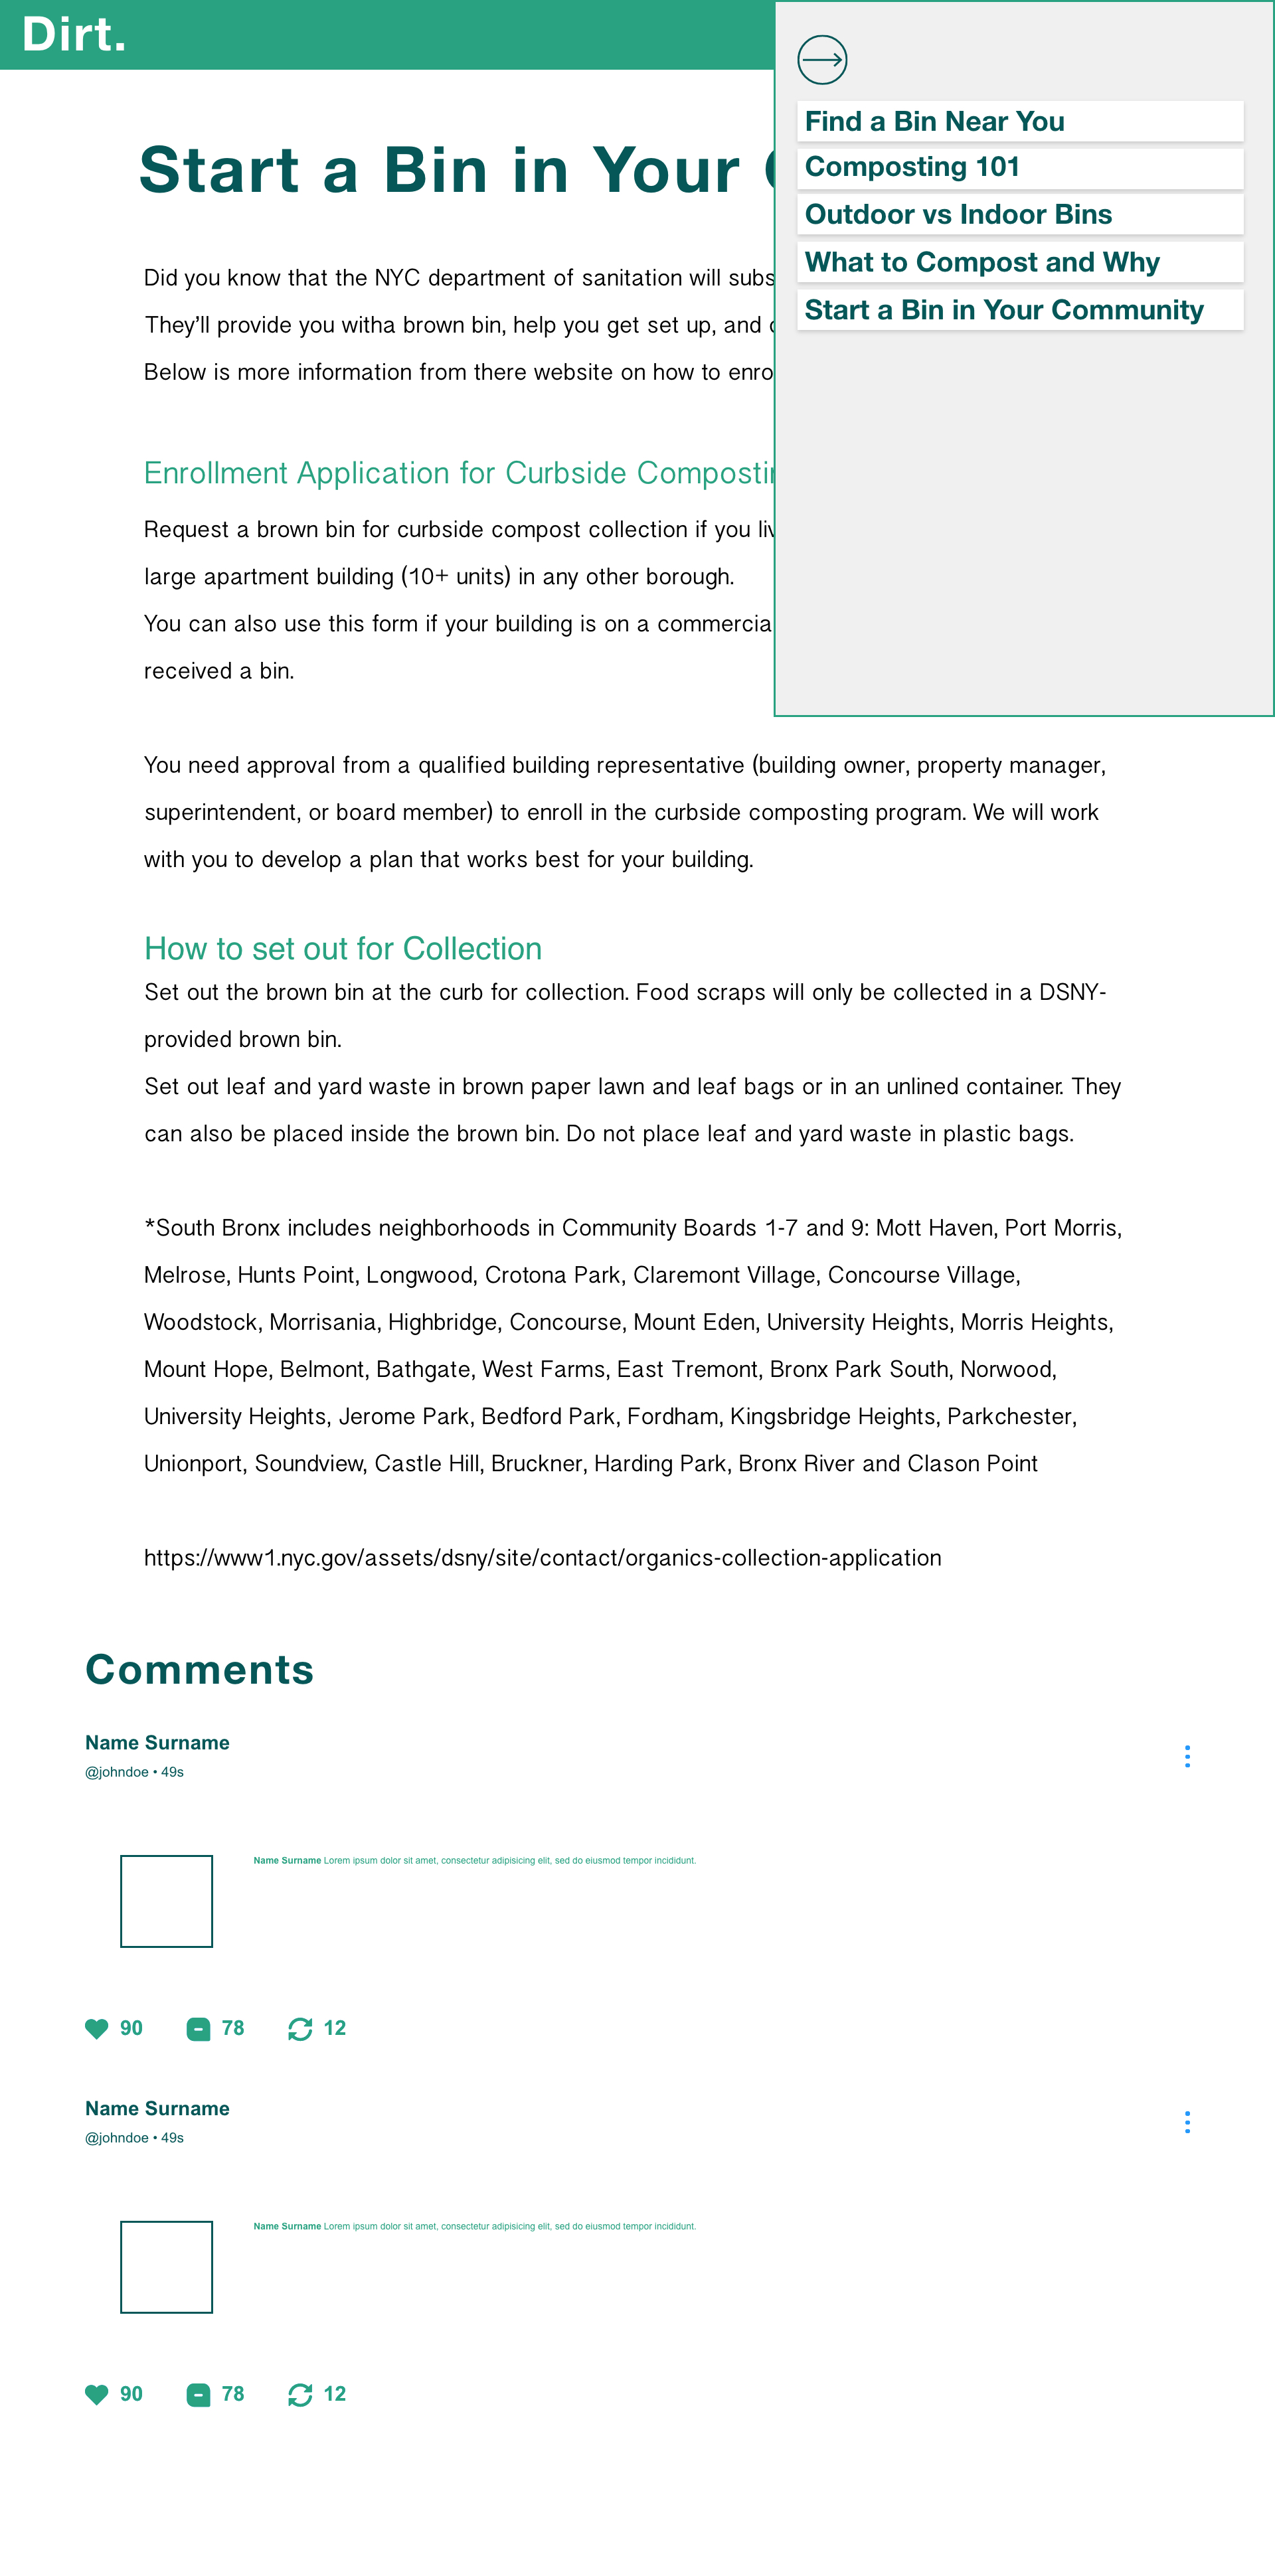 Dirt.
Find a Bin Near You
Composting 101
Outdoor vs Indoor Bins
What to Compost and Why
Start a Bin in Your Community
Start a Bin in Your
Did you know that the NYC department of sanitation will
They'll provide you witha brown bin, help you get set up, and
Below is more information from there website on how to
Enrollment Application for Curbside
Request a brown bin for curbside compost collection if you
large apartment building (10+ units) in any other borough.
You can also use this form if your building is on a
received a bin.
You need approval from a qualified building representative (building owner, property manager,
superintendent, or board member) to enroll in the curbside composting program. We will work
with you to develop a plan that works best for your building.
How to set out for Collection
Set out the brown bin at the curb for collection. Food scraps will only be collected in a DSNY-
provided brown bin.
Set out leaf and yard waste in brown paper lawn and leaf bags or in an unlined container. They
can also be placed inside the brown bin. Do not place leaf and yard waste in plastic bags.
*South Bronx includes neighborhoods in Community Boards 1-7 and 9: Mott Haven, Port Morris,
Melrose, Hunts Point, Longwood, Crotona Park, Claremont Village, Concourse Village,
Woodstock, Morrisania, Highbridge, Concourse, Mount Eden, University Heights, Morris Heights,
Mount Hope, Belmont, Bathgate, West Farms, East Tremont, Bronx Park South, Norwood,
University Heights, Jerome Park, Bedford Park, Fordham, Kingsbridge Heights, Parkchester,
Unionport, Soundview, Castle Hill, Bruckner, Harding Park, Bronx River and Clason Point
https://www1.nyc.gov/assets/dsny/site/contact/organics-collection-application
Comments
Name Surname
@johndoe • 49s
Name Surname Lorem ipsum dolor sit amet, consectetur adipisicing elit, sed do eiusmod tempor incididunt.
90 78 12
Name Surname
@johndoe • 49s
Name Surname Lorem ipsum dolor sit amet, consectetur adipisicing elit, sed do eiusmod tempor incididunt.
90 78 12